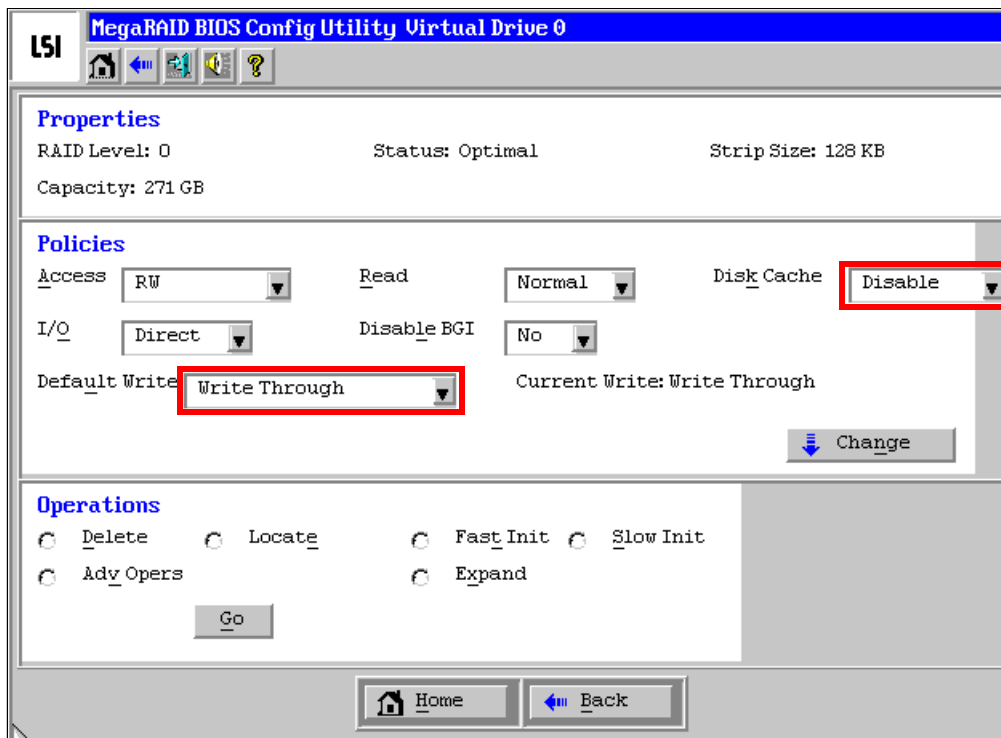 LSI
MegaRAID BIOS Config Utility Virtual Drive 0
Properties
RAID Level: 0 Status: Optimal Strip Size: 128 KB
Capacity: 271 GB
Policies
Access RW Read Normal Disk Cache Disable
I/O Direct Disable BGI No
Default Write Write Through Current Write: Write Through
Change
Operations
Delete Locate Fast Init Slow Init
Adv Opers Expand
Go
Home Back